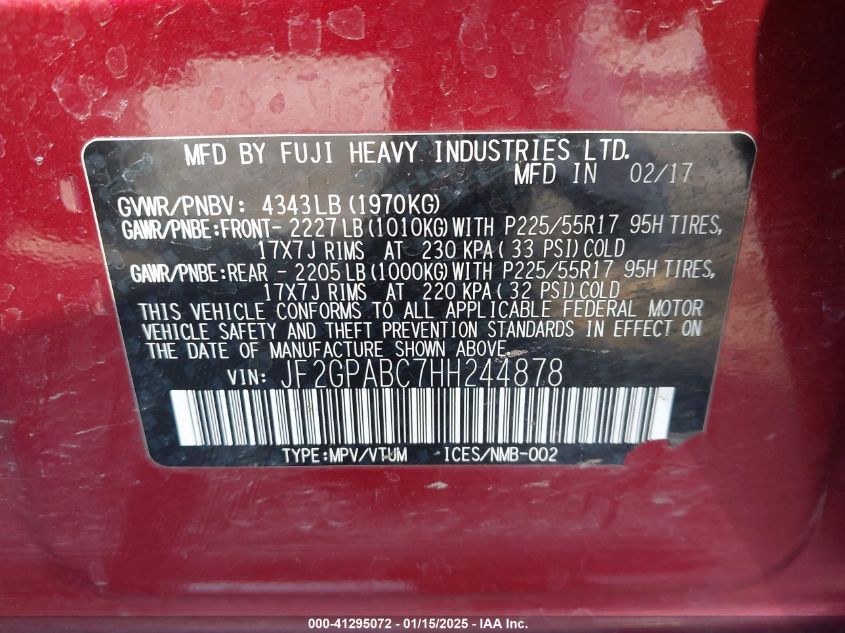 MFD BY FUJI HEAVY INDUSTRIES LTD.
MFD IN 02/17
GVWR/PNBV: 4343LB(1970KG)
GAWR/PNBE:FRONT- 2227LB(1010KG)WITH P225/55R17 95H TIRES,
17X7J RIMS AT 230 KPA( 33 PSI)COLD
GAWR/PNBE:REAR - 2205LB(1000KG)WITH P225/55R17 95H TIRES,
17X7J RIMS AT 220 KPA( 32 PSI)COLD
THIS VEHICLE CONFORMS TO ALL APPLICABLE FEDERAL MOTOR
VEHICLE SAFETY AND THEFT PREVENTION STANDARDS IN EFFECT ON
THE DATE OF MANUFACTURE SHOWN ABOVE.
VIN: JF2GPABC7HH244878
TYPE:MPV/VTUM ICES/NMB-002
000-41295072 - 01/15/2025 - IAA Inc.